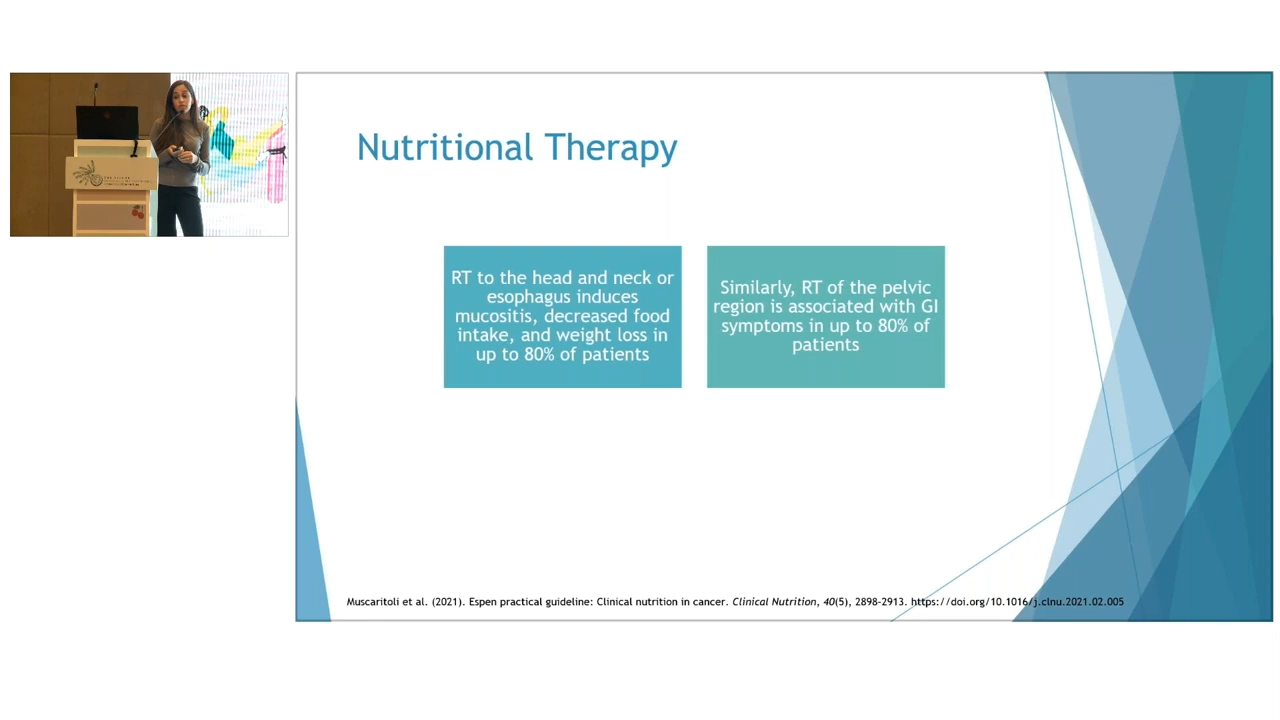 Nutritional Therapy
RT to the head and neck or
esophagus induces
mucositis, decreased food
intake, and weight loss in
up to 80% of patients
Similarly, RT of the pelvic
region is associated with GI
symptoms in up to 80% of
patients
Muscaritoli et al. (2021). Espen practical guideline: Clinical nutrition in cancer. Clinical Nutrition, 40(5), 2898-2913. https://doi.org/10.1016/j.clnu.2021.02.005